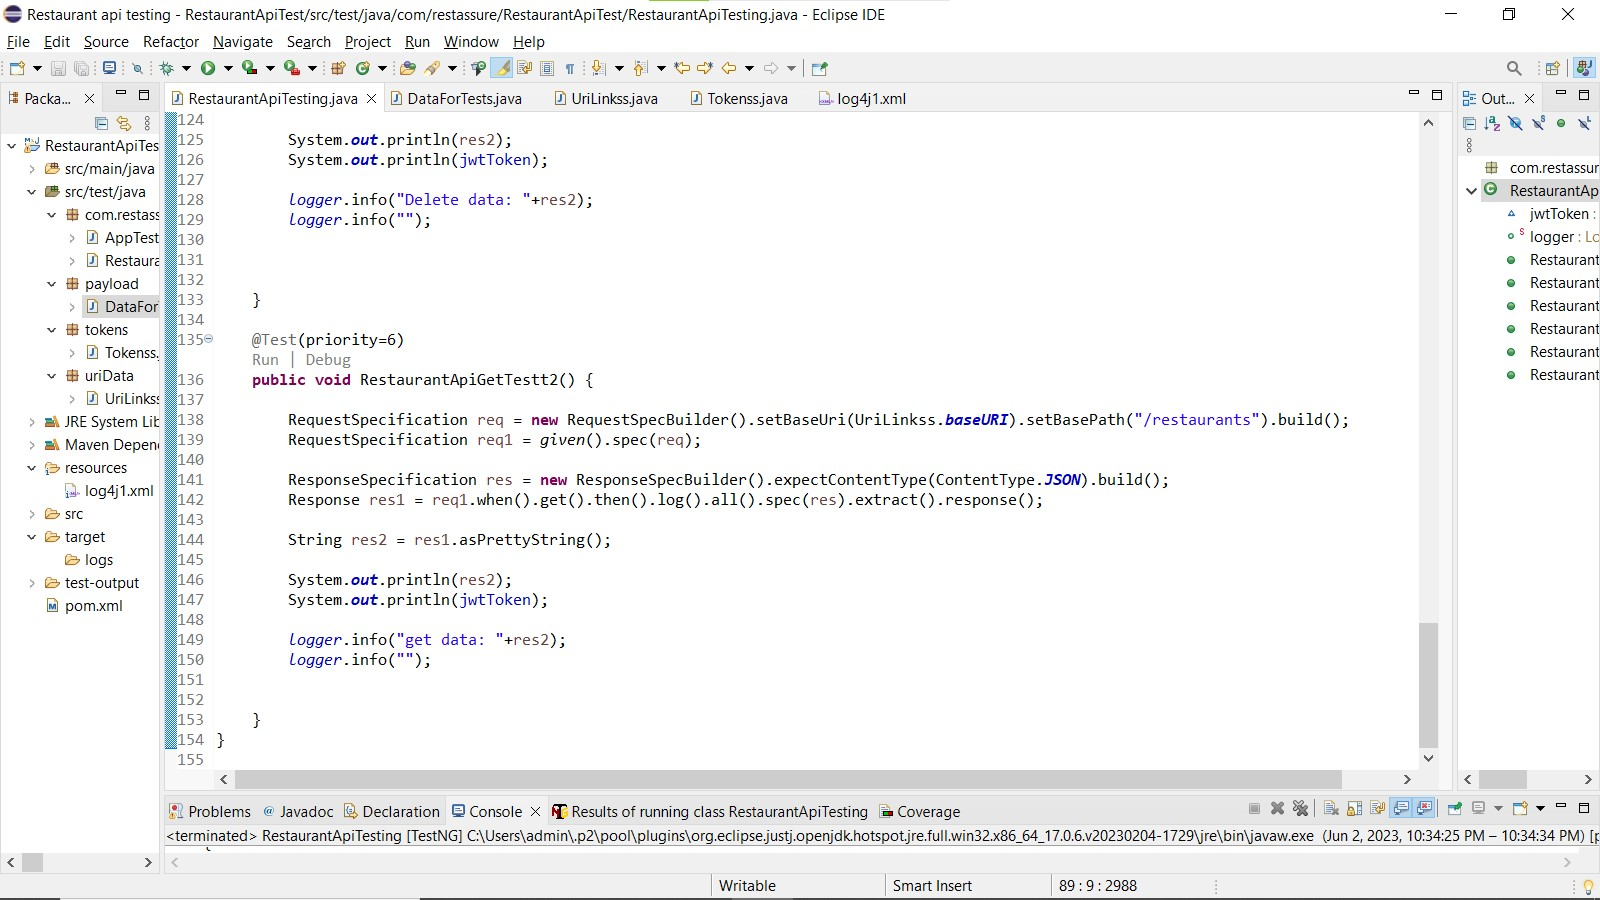 Restaurant api testing - RestaurantApiTest/src/test/java/com/restassure/RestaurantApiTest/RestaurantApiTesting.java - Eclipse IDE
File Edit Source Refactor Navigate Search Project Run Window Help
Packa...
RestaurantApiTesting.java
DataForTests.java
UriLinkss.java
Tokenss.java
log4j1.xml
Out...
RestaurantApiTes
src/main/java
src/test/java
com.restass
AppTest
Restaura
payload
DataFor
tokens
Tokenss.
uriData
UriLinkss
JRE System Lib
Maven Depen
resources
log4j1.xml
src
target
logs
test-output
pom.xml
124
125 System.out.println(res2);
126 System.out.println(jwtToken);
127
128 logger.info("Delete data: "+res2);
129 logger.info("");
130
131
132
133 }
134
135 @Test(priority=6)
Run | Debug
136 public void RestaurantApiGetTestt2() {
137
138 RequestSpecification req = new RequestSpecBuilder().setBaseUri(UriLinkss.baseURI).setBasePath("/restaurants").build();
139 RequestSpecification req1 = given().spec(req);
140
141 ResponseSpecification res = new ResponseSpecBuilder().expectContentType(ContentType.JSON).build();
142 Response res1 = req1.when().get().then().log().all().spec(res).extract().response();
143
144 String res2 = res1.asPrettyString();
145
146 System.out.println(res2);
147 System.out.println(jwtToken);
148
149 logger.info("get data: "+res2);
150 logger.info("");
151
152
153 }
154 }
155
com.restassur
RestaurantAp
jwtToken :
logger : Lo
Restaurant
Restaurant
Restaurant
Restaurant
Restaurant
Restaurant
Problems @ Javadoc Declaration Console Results of running class RestaurantApiTesting Coverage
<terminated> RestaurantApiTesting [TestNG] C:\Users\admin\.p2\pool\plugins\org.eclipse.justj.openjdk.hotspot.jre.full.win32.x86_64_17.0.6.v20230204-1729\jre\bin\javaw.exe (Jun 2, 2023, 10:34:25 PM – 10:34:34 PM) [p
Writable
Smart Insert
89 : 9 : 2988